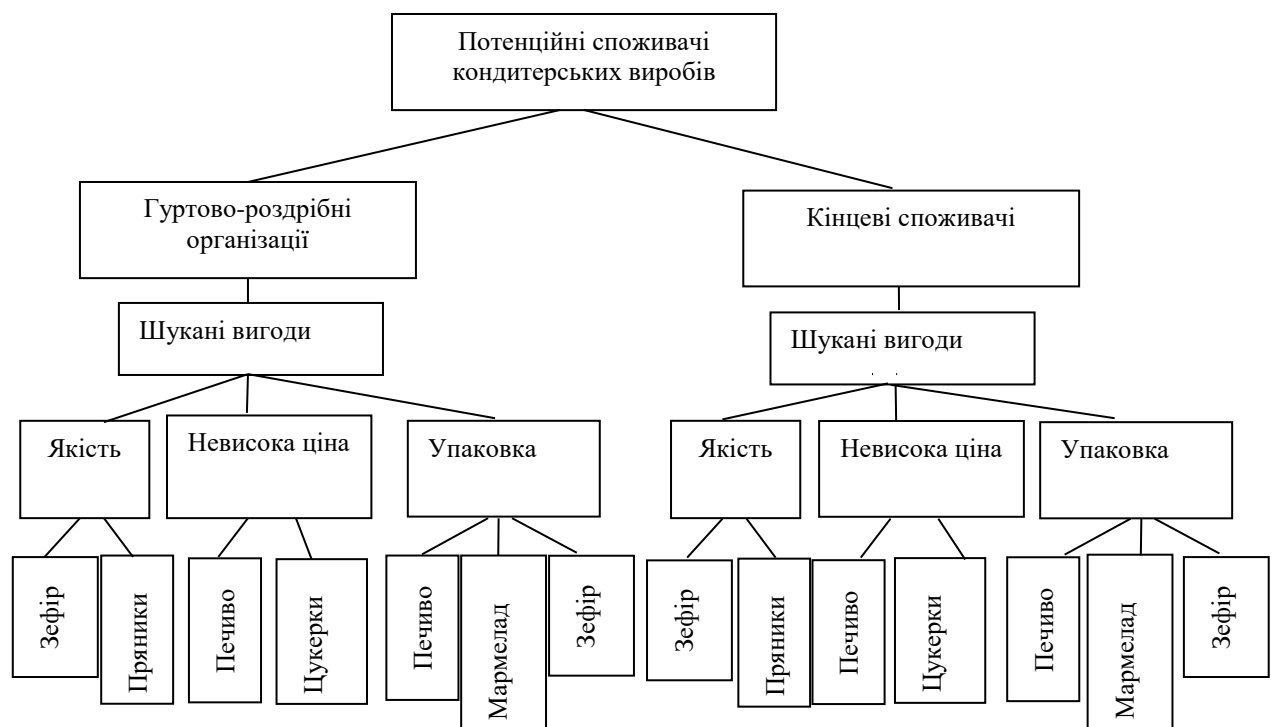 Потенційні споживачі
кондитерських виробів
Гуртово-роздрібні
організації
Кінцеві споживачі
Шукані вигоди
Шукані вигоди
Якість
Невисока ціна
Упаковка
Якість
Невисока ціна
Упаковка
Зефір
Пряники
Печиво
Цукерки
Печиво
Мармелад
Зефір
Зефір
Пряники
Печиво
Цукерки
Печиво
Мармелад
Зефір